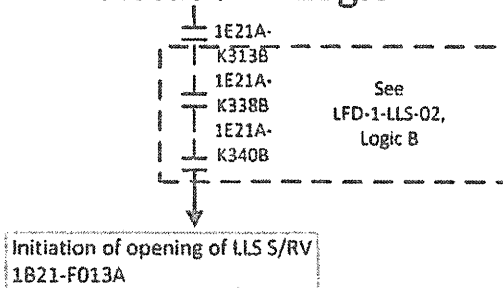 1E21A-
K313B
1E21A-
K338B
1E21A-
K340B
See
LFD-1-LLS-02,
Logic B
Initiation of opening of LLS S/RV
1B21-F013A